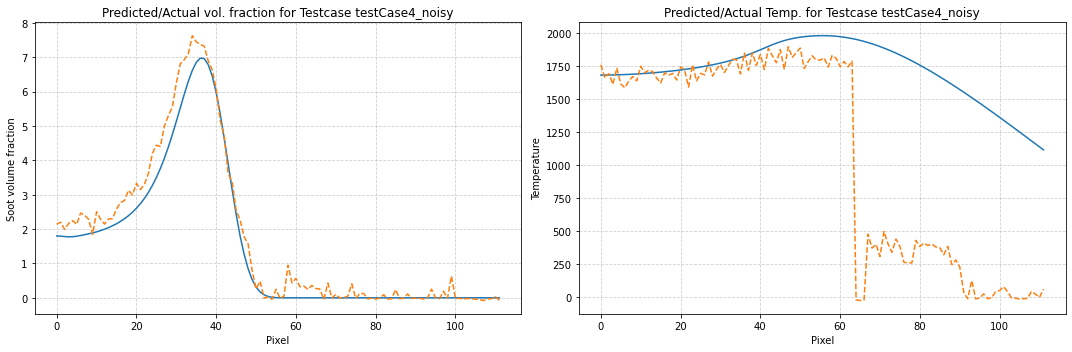 Predicted/Actual vol. fraction for Testcase testCase4_noisy
8
7
6
5
4
3
2
1
0
Soot volume fraction
0 20 40 60 80 100
Pixel
Predicted/Actual Temp. for Testcase testCase4_noisy
2000
1750
1500
1250
1000
750
500
250
0
Temperature
0 20 40 60 80 100
Pixel